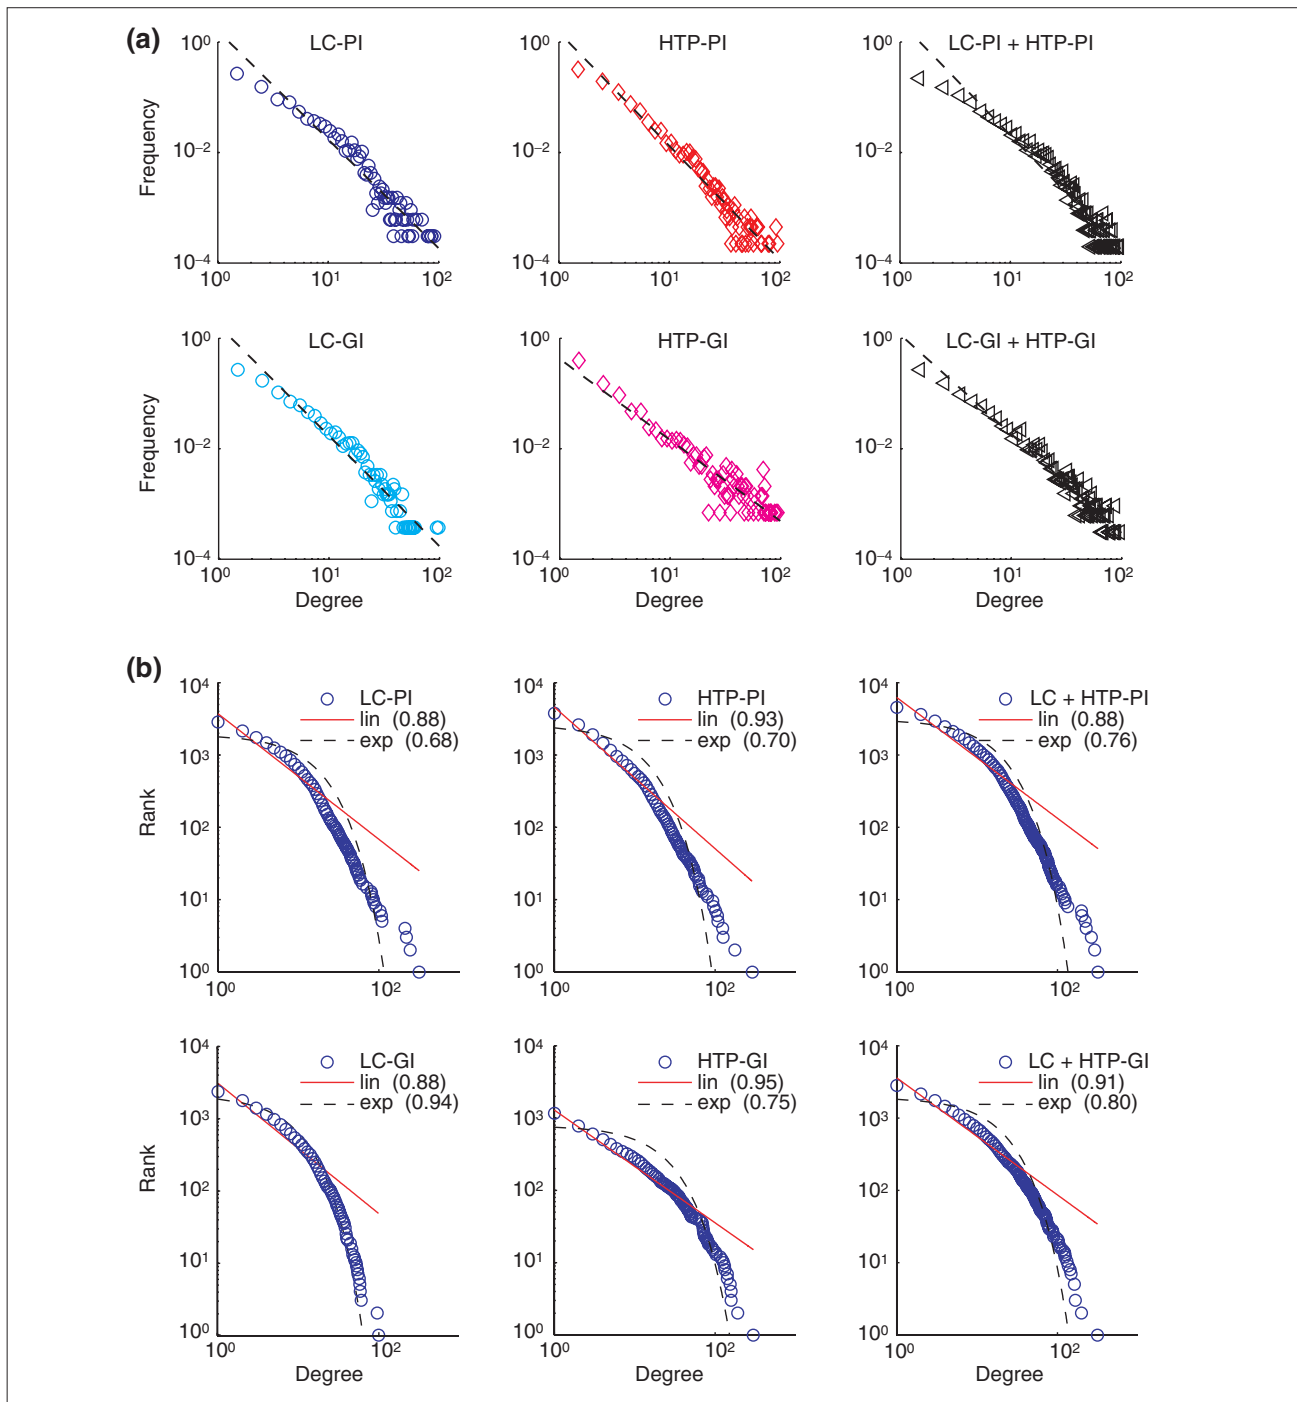 (a)
LC-PI
HTP-PI
LC-PI + HTP-PI
Frequency
10⁰
10⁻²
10⁻⁴
10⁰ 10¹ 10²
10⁰
10⁻²
10⁻⁴
10⁰ 10¹ 10²
10⁰
10⁻²
10⁻⁴
10⁰ 10¹ 10²
LC-GI
HTP-GI
LC-GI + HTP-GI
Frequency
10⁰
10⁻²
10⁻⁴
10⁰ 10¹ 10²
Degree
10⁰
10⁻²
10⁻⁴
10⁰ 10¹ 10²
Degree
10⁰
10⁻²
10⁻⁴
10⁰ 10¹ 10²
Degree
(b)
Rank
10⁴
10³
10²
10¹
10⁰
10⁰ 10²
LC-PI
lin (0.88)
exp (0.68)
10⁴
10³
10²
10¹
10⁰
10⁰ 10²
HTP-PI
lin (0.93)
exp (0.70)
10⁴
10³
10²
10¹
10⁰
10⁰ 10²
LC + HTP-PI
lin (0.88)
exp (0.76)
Rank
10⁴
10³
10²
10¹
10⁰
10⁰ 10²
Degree
LC-GI
lin (0.88)
exp (0.94)
10⁴
10³
10²
10¹
10⁰
10⁰ 10²
Degree
HTP-GI
lin (0.95)
exp (0.75)
10⁴
10³
10²
10¹
10⁰
10⁰ 10²
Degree
LC + HTP-GI
lin (0.91)
exp (0.80)